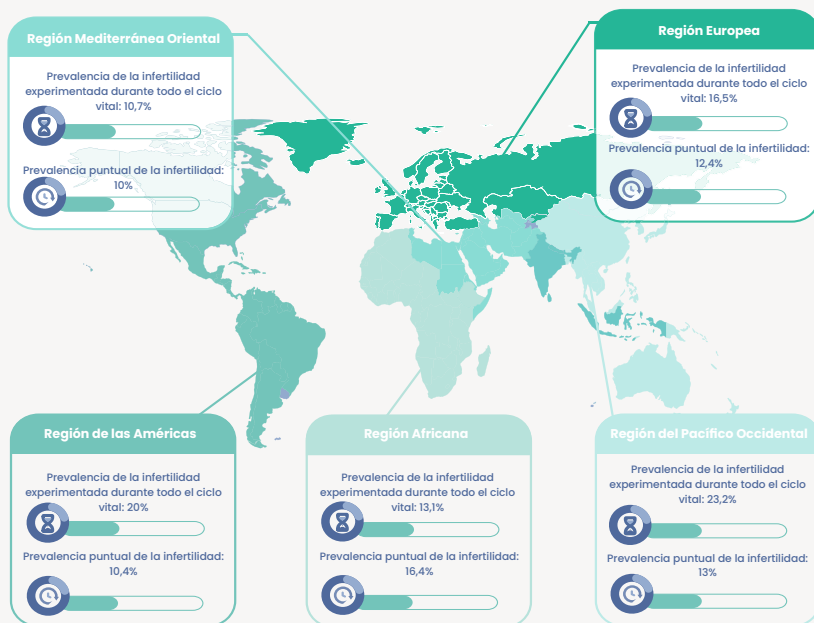 Región Mediterránea Oriental
Prevalencia de la infertilidad
experimentada durante todo el ciclo
vital: 10,7%
Prevalencia puntual de la infertilidad:
10%
Región Europea
Prevalencia de la infertilidad
experimentada durante todo el ciclo
vital: 16,5%
Prevalencia puntual de la infertilidad:
12,4%
Región de las Américas
Prevalencia de la infertilidad
experimentada durante todo el ciclo
vital: 20%
Prevalencia puntual de la infertilidad:
10,4%
Región Africana
Prevalencia de la infertilidad
experimentada durante todo el ciclo
vital: 13,1%
Prevalencia puntual de la infertilidad:
16,4%
Región del Pacífico Occidental
Prevalencia de la infertilidad
experimentada durante todo el ciclo
vital: 23,2%
Prevalencia puntual de la infertilidad:
13%